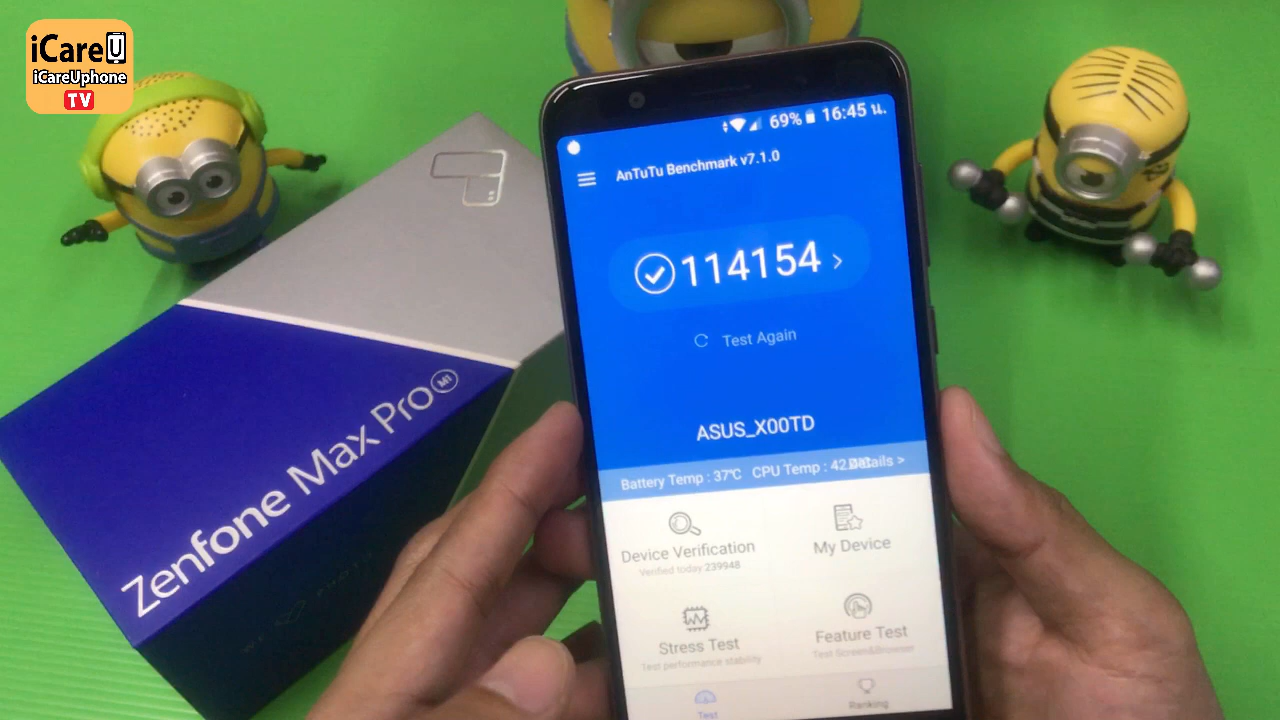 iCareU
iCareUphone
TV
69% 16:45 น.
AnTuTu Benchmark v7.1.0
114154 >
Test Again
ASUS_X00TD
Battery Temp : 37℃ CPU Temp : 42 Details >
Device Verification
Verified today 239948
My Device
Stress Test
Test performance stability
Feature Test
Test Screen&Browser
Test
Ranking
Zenfone Max Pro M1